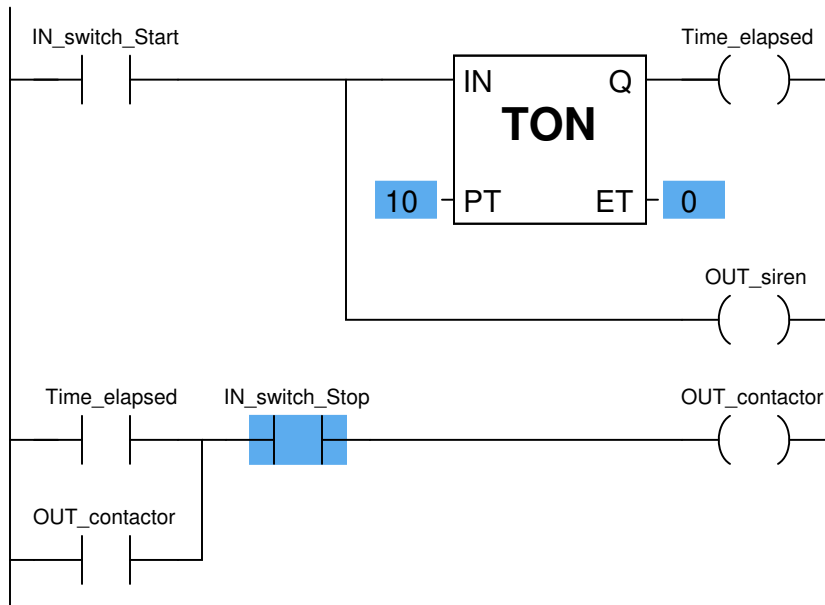 IN_switch_Start
Time_elapsed
IN Q
TON
10 PT ET 0
OUT_siren
Time_elapsed
IN_switch_Stop
OUT_contactor
OUT_contactor